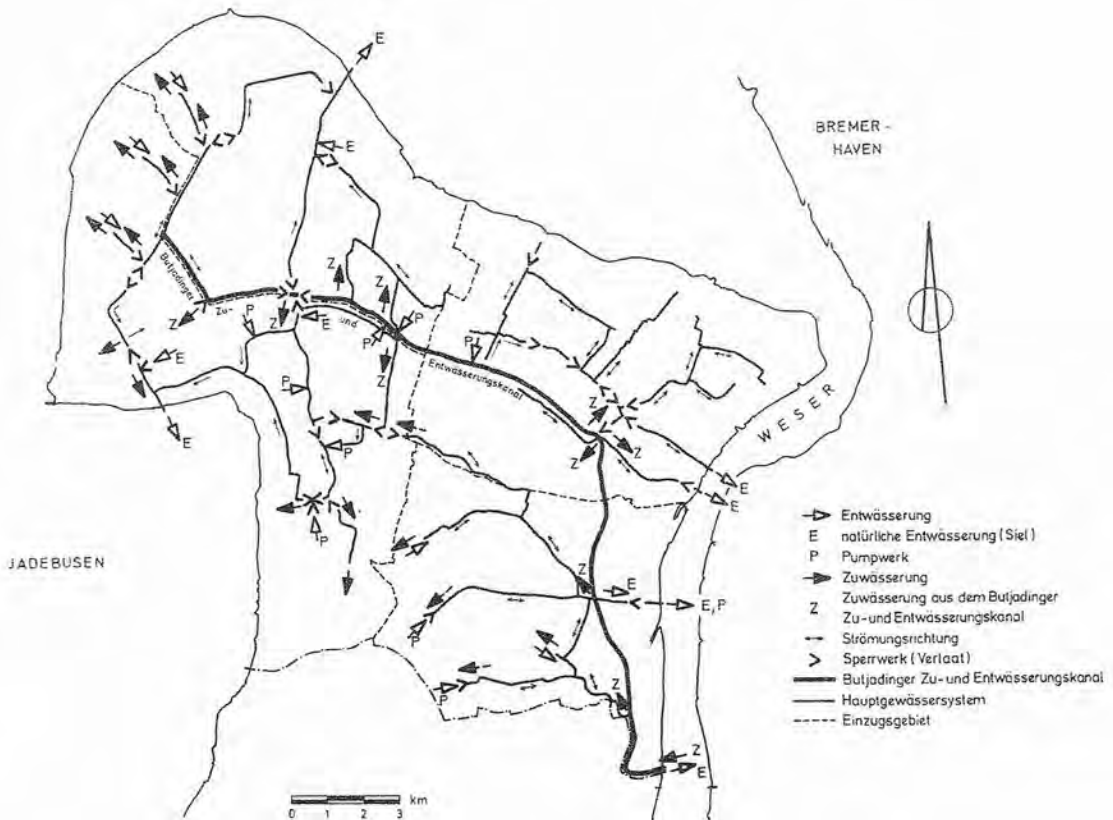 E
BREMER-
HAVEN
E
Butjadinger
Z
Z
Z
Zu-
und
P
Z
E
P
P
P
Z
E
Entwässerungskanal
P
E
P
Z
Z
Z
WESER
E
E
P
JADEBUSEN
Z
E
E,P
P
P
Z
Z
E
Entwässerung
E natürliche Entwässerung (Siel)
P Pumpwerk
Zuwässerung
Z Zuwässerung aus dem Butjadinger
Zu- und Entwässerungskanal
Strömungsrichtung
Sperrwerk (Verlaat)
Butjadinger Zu- und Entwässerungskanal
Hauptgewässersystem
Einzugsgebiet
km
0 1 2 3